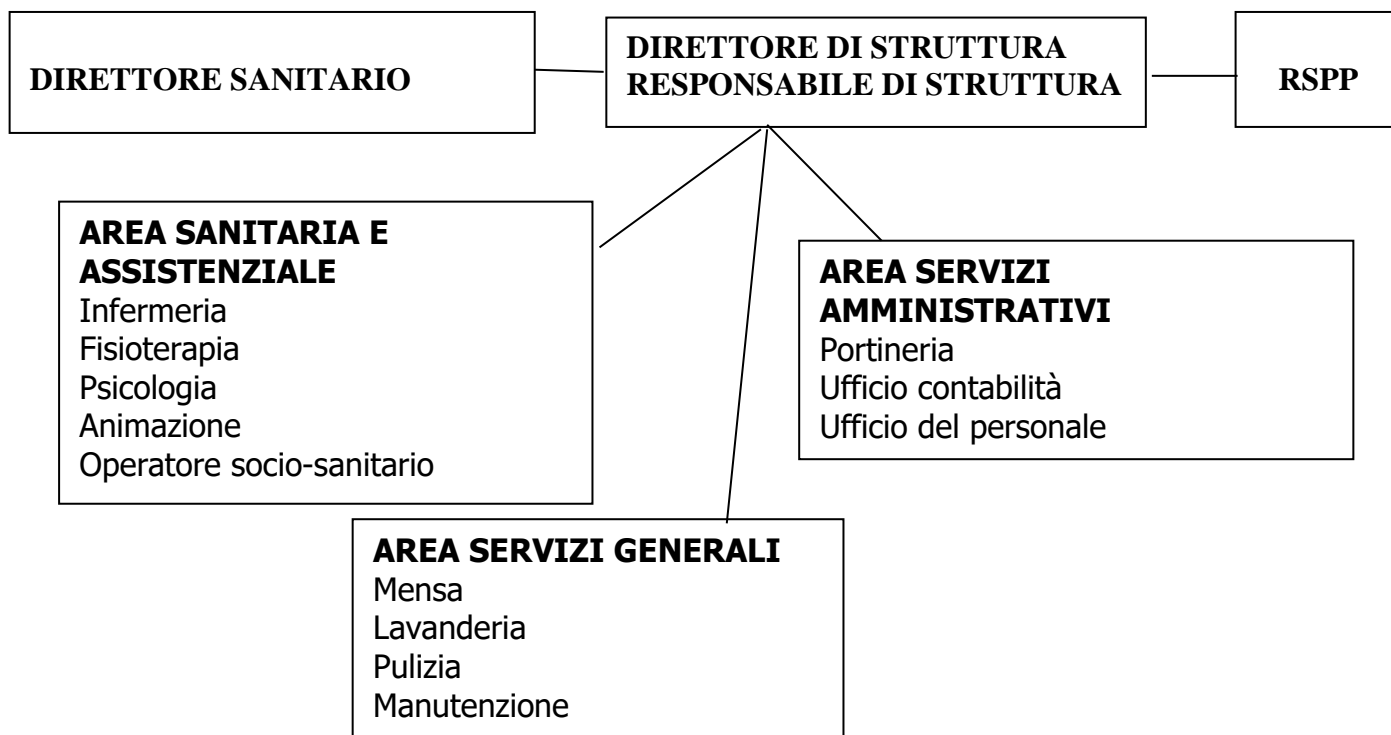 DIRETTORE SANITARIO
DIRETTORE DI STRUTTURA
RESPONSABILE DI STRUTTURA
RSPP
AREA SANITARIA E
ASSISTENZIALE
Infermeria
Fisioterapia
Psicologia
Animazione
Operatore socio-sanitario
AREA SERVIZI
AMMINISTRATIVI
Portineria
Ufficio contabilità
Ufficio del personale
AREA SERVIZI GENERALI
Mensa
Lavanderia
Pulizia
Manutenzione